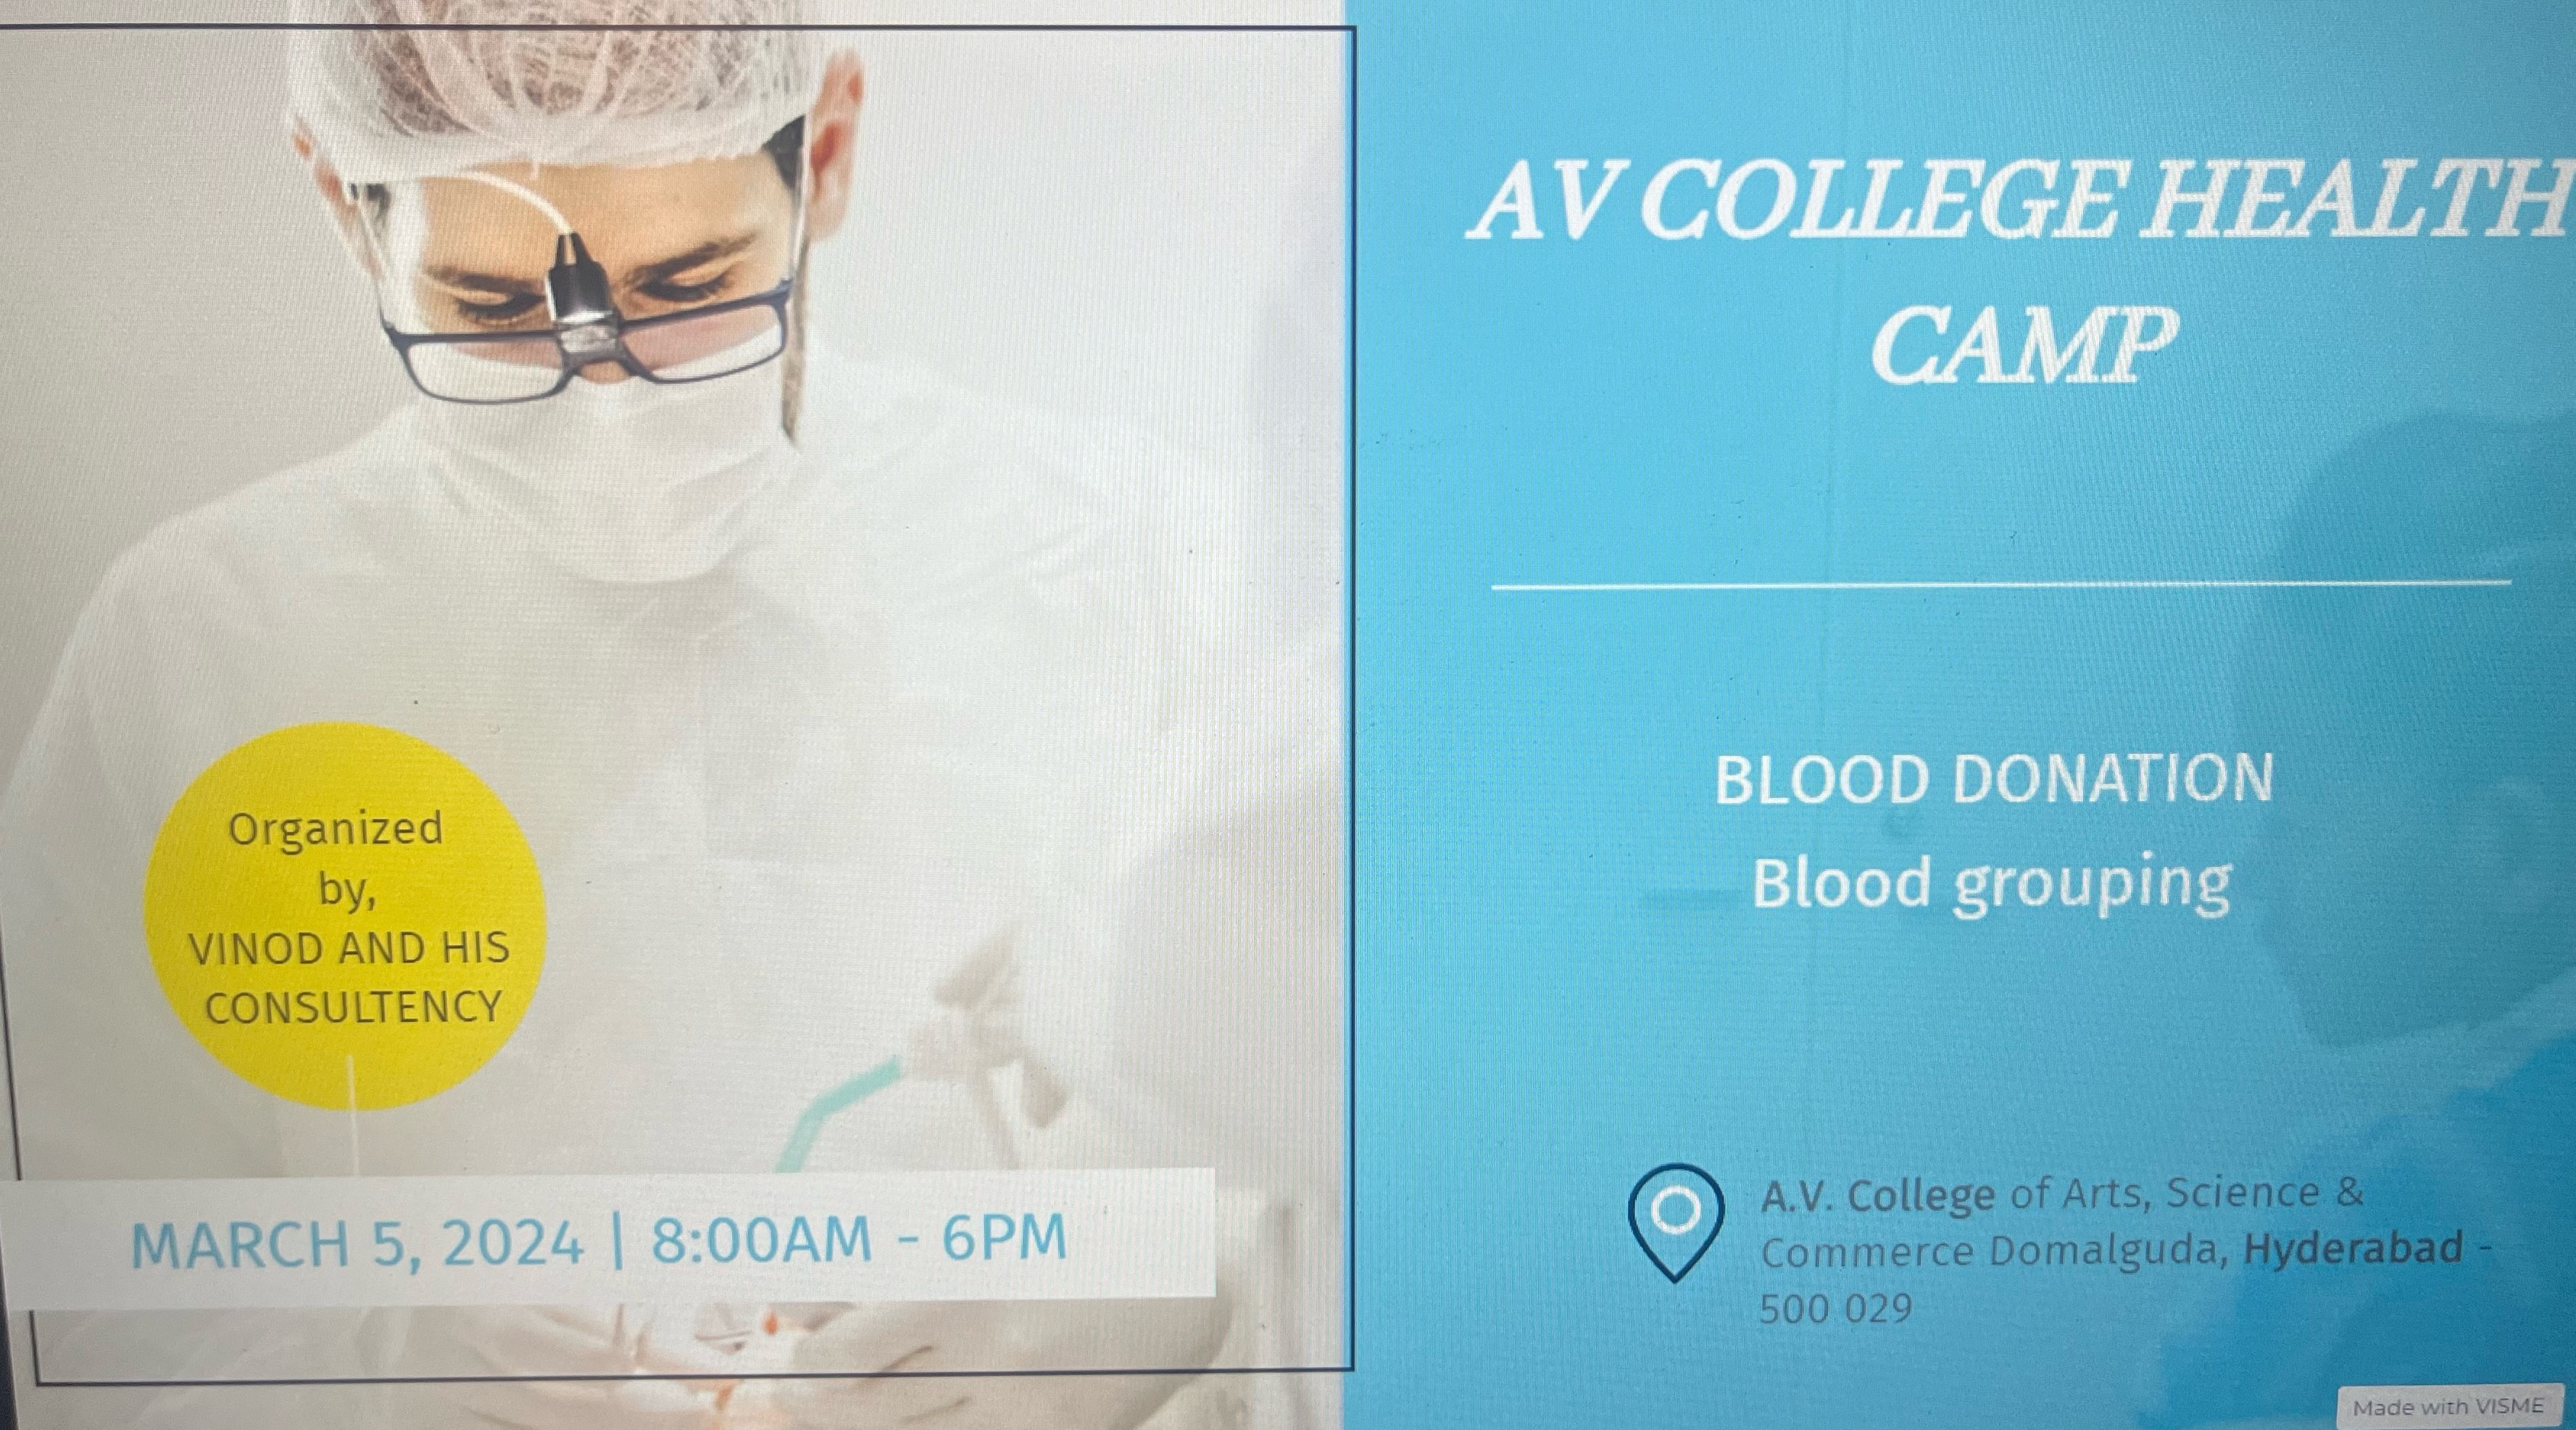 AV COLLEGE HEALTH
CAMP
BLOOD DONATION
Blood grouping
Organized
by,
VINOD AND HIS
CONSULTENCY
MARCH 5, 2024 | 8:00AM - 6PM
A.V. College of Arts, Science &
Commerce Domalguda, Hyderabad -
500 029
Made with VISME